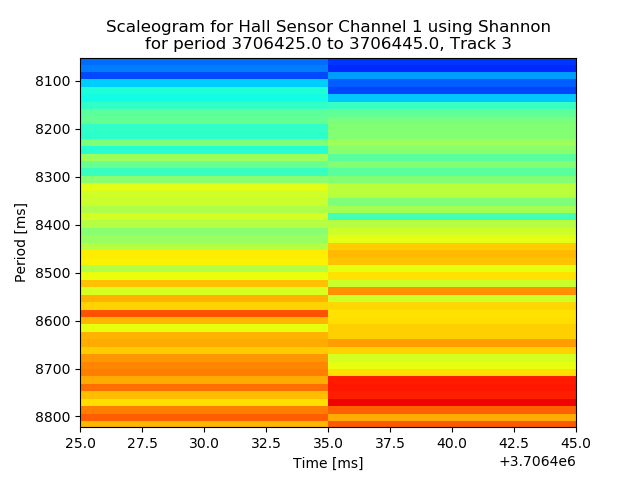 Scaleogram for Hall Sensor Channel 1 using Shannon
for period 3706425.0 to 3706445.0, Track 3
8100
8200
8300
8400
8500
8600
8700
8800
Period [ms]
25.0 27.5 30.0 32.5 35.0 37.5 40.0 42.5 45.0
Time [ms]
+3.7064e6